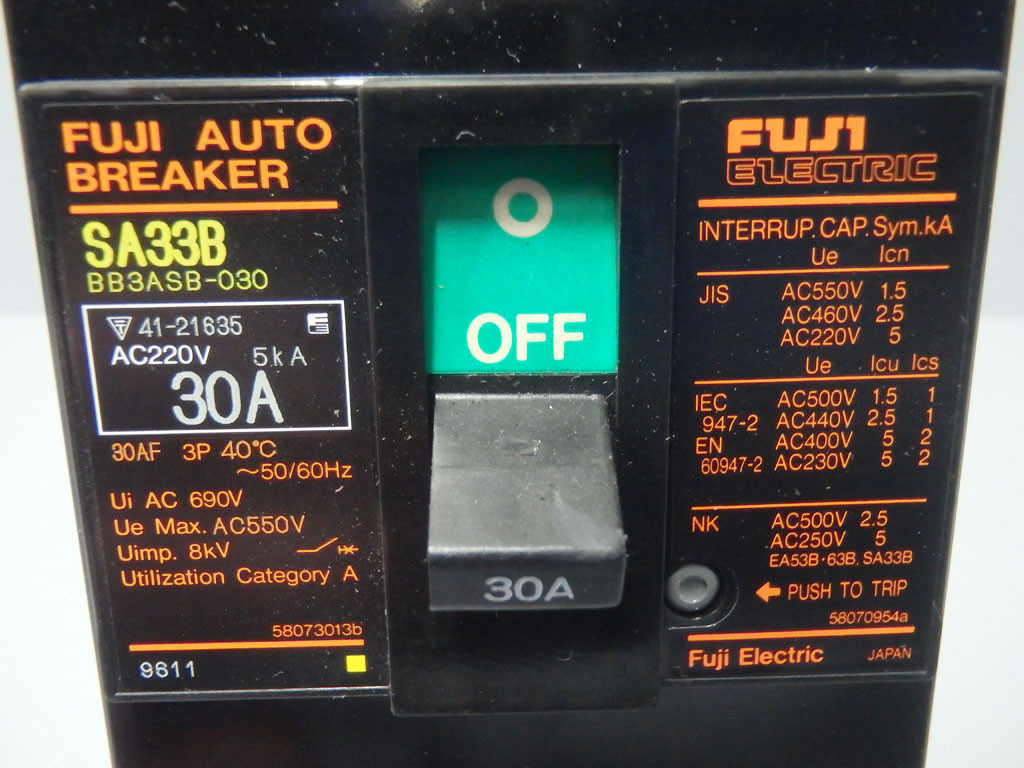 FUJI AUTO
BREAKER
SA33B
BB3ASB-030
41-21635
AC220V 5kA
30A
30AF 3P 40°C
~50/60Hz
Ui AC 690V
Ue Max. AC550V
Uimp. 8kV
Utilization Category A
58073013b
9611
O
OFF
30A
FUJI
ELECTRIC
INTERRUP. CAP. Sym.kA
Ue Icn
JIS AC550V 1.5
AC460V 2.5
AC220V 5
Ue Icu Ics
IEC AC500V 1.5 1
947-2 AC440V 2.5 1
EN AC400V 5 2
60947-2 AC230V 5 2
NK AC500V 2.5
AC250V 5
EA53B・63B, SA33B
← PUSH TO TRIP
58070954a
Fuji Electric JAPAN